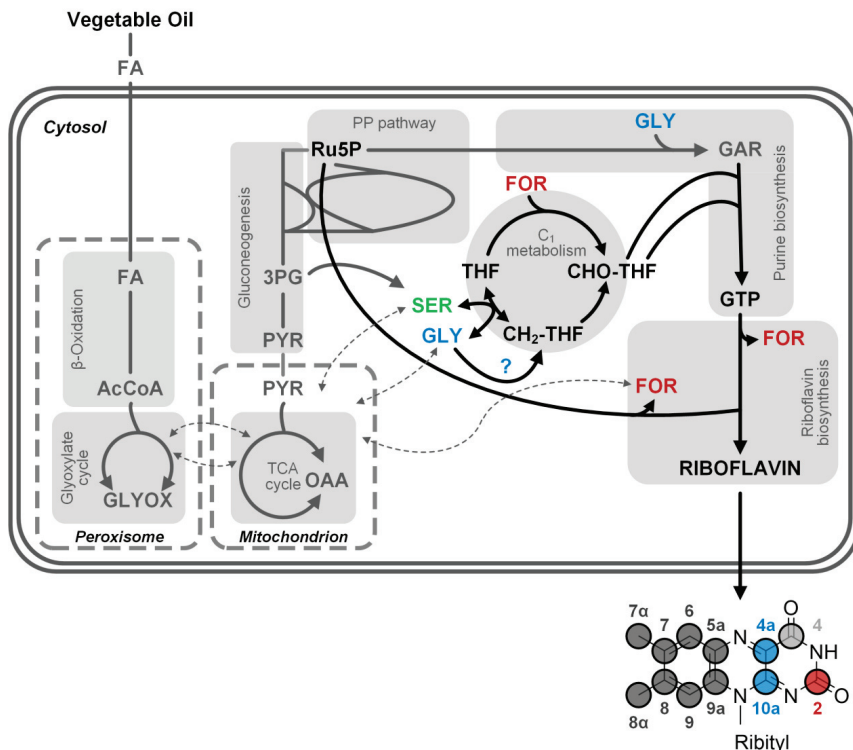 Vegetable Oil
FA
Cytosol
PP pathway
GLY
Ru5P
GAR
FOR
Purine biosynthesis
Gluconeogenesis
C₁
metabolism
THF
CHO-THF
FA
3PG
β-Oxidation
SER
GTP
GLY
CH₂-THF
FOR
PYR
?
AcCoA
PYR
FOR
Riboflavin
biosynthesis
Glyoxylate
cycle
TCA
cycle
OAA
RIBOFLAVIN
GLYOX
Peroxisome
Mitochondrion
O
7α 6
7 5a 4a 4
N
NH
N N O
8α 8 9 9a 10a 2
Ribityl